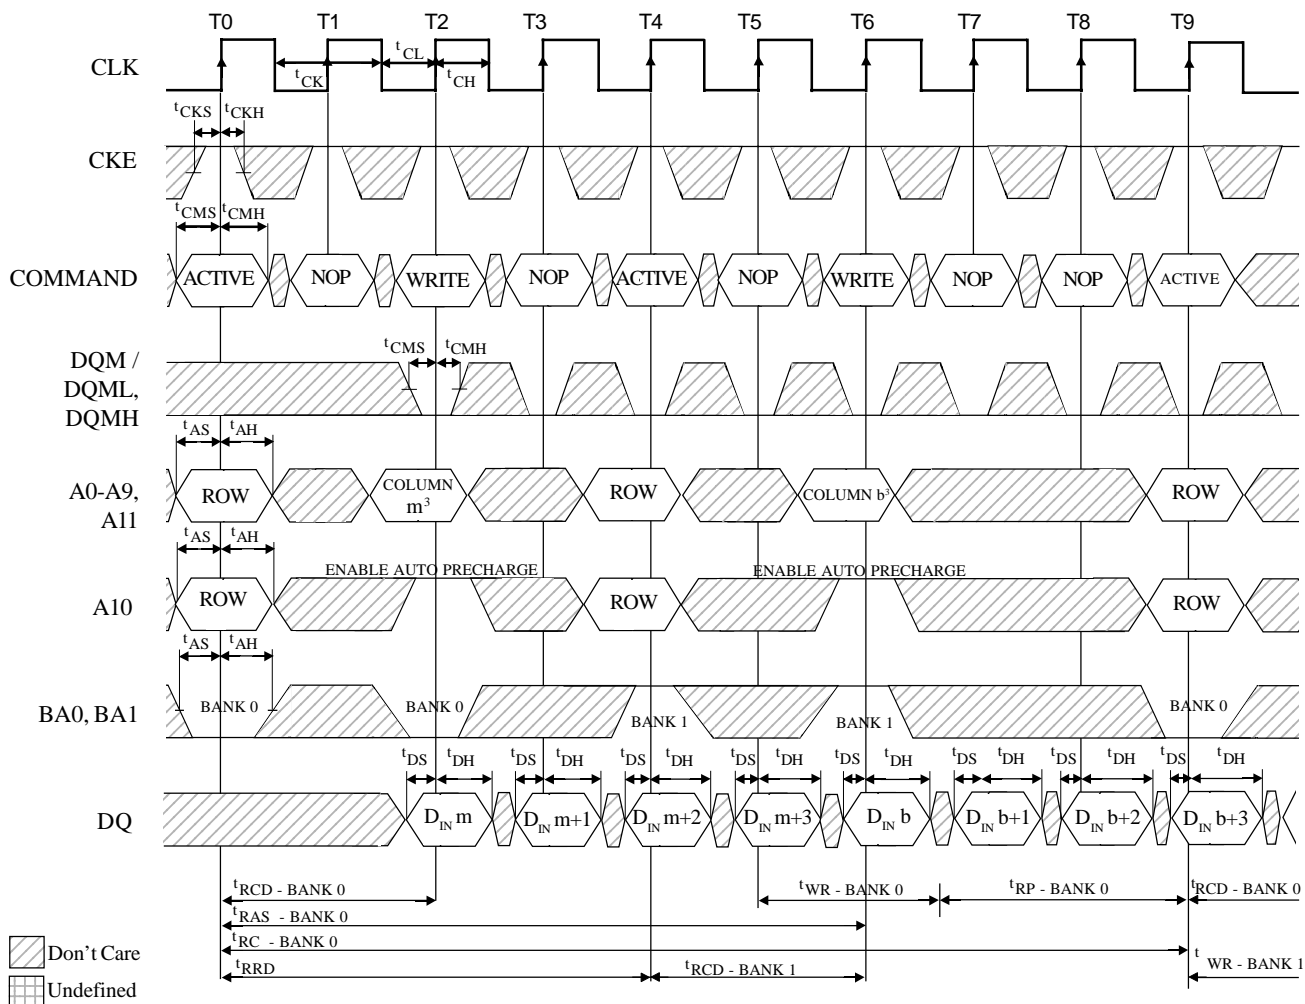 T0 T1 T2 T3 T4 T5 T6 T7 T8 T9
CLK
tCK tCL tCH
tCKS tCKH
CKE
tCMS tCMH
COMMAND ACTIVE NOP WRITE NOP ACTIVE NOP WRITE NOP NOP ACTIVE
tCMS tCMH
DQM /
DQML,
DQMH
tAS tAH
A0-A9,
A11
ROW COLUMN m3 ROW COLUMN b3 ROW
tAS tAH
ENABLE AUTO PRECHARGE ENABLE AUTO PRECHARGE
A10 ROW ROW ROW
tAS tAH
BA0, BA1 BANK 0 BANK 0 BANK 1 BANK 1 BANK 0
tDS tDH tDS tDH tDS tDH tDS tDH tDS tDH tDS tDH tDS tDH tDS tDH
DQ DIN m DIN m+1 DIN m+2 DIN m+3 DIN b DIN b+1 DIN b+2 DIN b+3
tRCD - BANK 0 tWR - BANK 0 tRP - BANK 0 tRCD - BANK 0
tRAS - BANK 0
tRC - BANK 0 t
WR - BANK 1
tRRD tRCD - BANK 1
Don't Care
Undefined